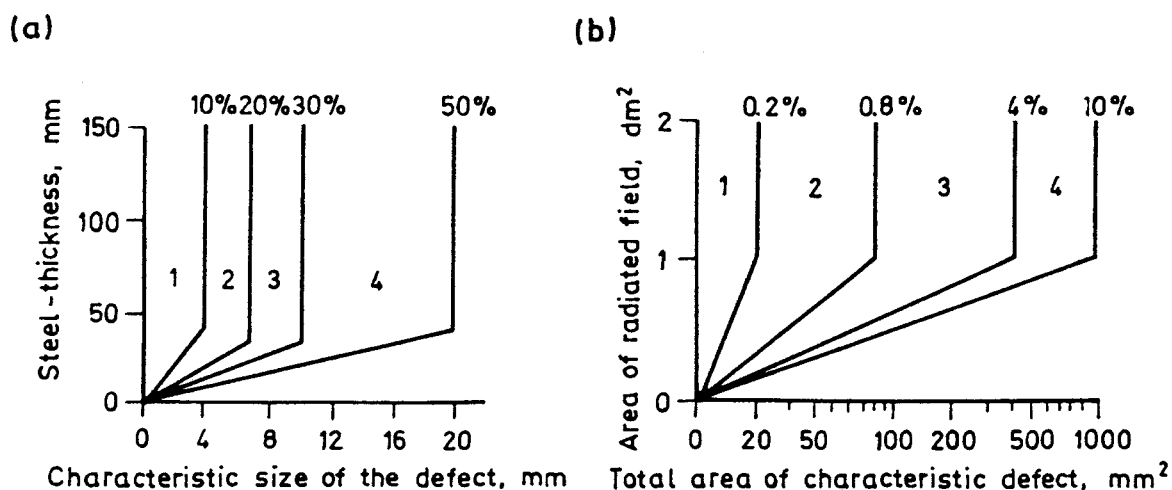 (a)
10% 20% 30% 50%
Steel-thickness, mm
150
100
50
0
1 2 3 4
0 4 8 12 16 20
Characteristic size of the defect, mm
(b)
0.2% 0.8% 4% 10%
Area of radiated field, dm²
2
1
0
1 2 3 4
0 20 50 100 200 500 1000
Total area of characteristic defect, mm²